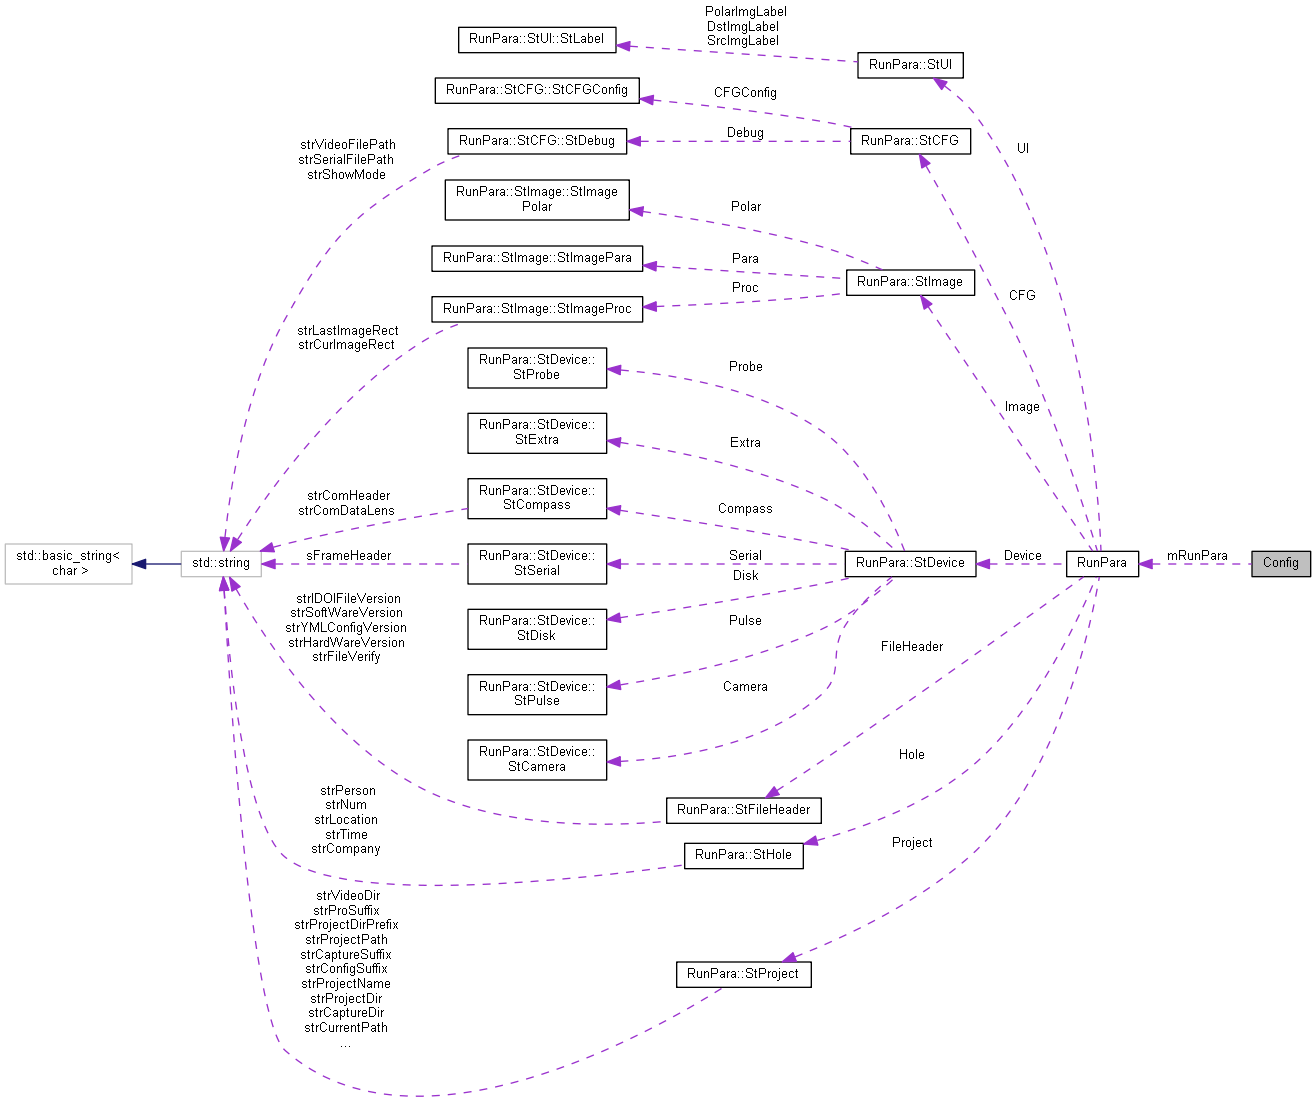 PolarImgLabel
DstImgLabel
SrcImgLabel
RunPara::StUI::StLabel
RunPara::StUI
RunPara::StCFG::StCFGConfig
CFGConfig
strVideoFilePath
strSerialFilePath
strShowMode
RunPara::StCFG::StDebug
Debug
RunPara::StCFG
UI
RunPara::StImage::StImage
Polar
Polar
RunPara::StImage::StImagePara
Para
RunPara::StImage
Proc
CFG
RunPara::StImage::StImageProc
strLastImageRect
strCurImageRect
RunPara::StDevice::
StProbe
Probe
Image
RunPara::StDevice::
StExtra
Extra
strComHeader
strComDataLens
RunPara::StDevice::
StCompass
Compass
std::basic_string<
char >
std::string
sFrameHeader
RunPara::StDevice::
StSerial
Serial
Disk
RunPara::StDevice
Device
RunPara
mRunPara
Config
strIDOIFileVersion
strSoftWareVersion
strYMLConfigVersion
strHardWareVersion
strFileVerify
RunPara::StDevice::
StDisk
Pulse
FileHeader
RunPara::StDevice::
StPulse
Camera
RunPara::StDevice::
StCamera
Hole
strPerson
strNum
strLocation
strTime
strCompany
RunPara::StFileHeader
RunPara::StHole
Project
strVideoDir
strProSuffix
strProjectDirPrefix
strProjectPath
strCaptureSuffix
strConfigSuffix
strProjectName
strProjectDir
strCaptureDir
strCurrentPath
...
RunPara::StProject